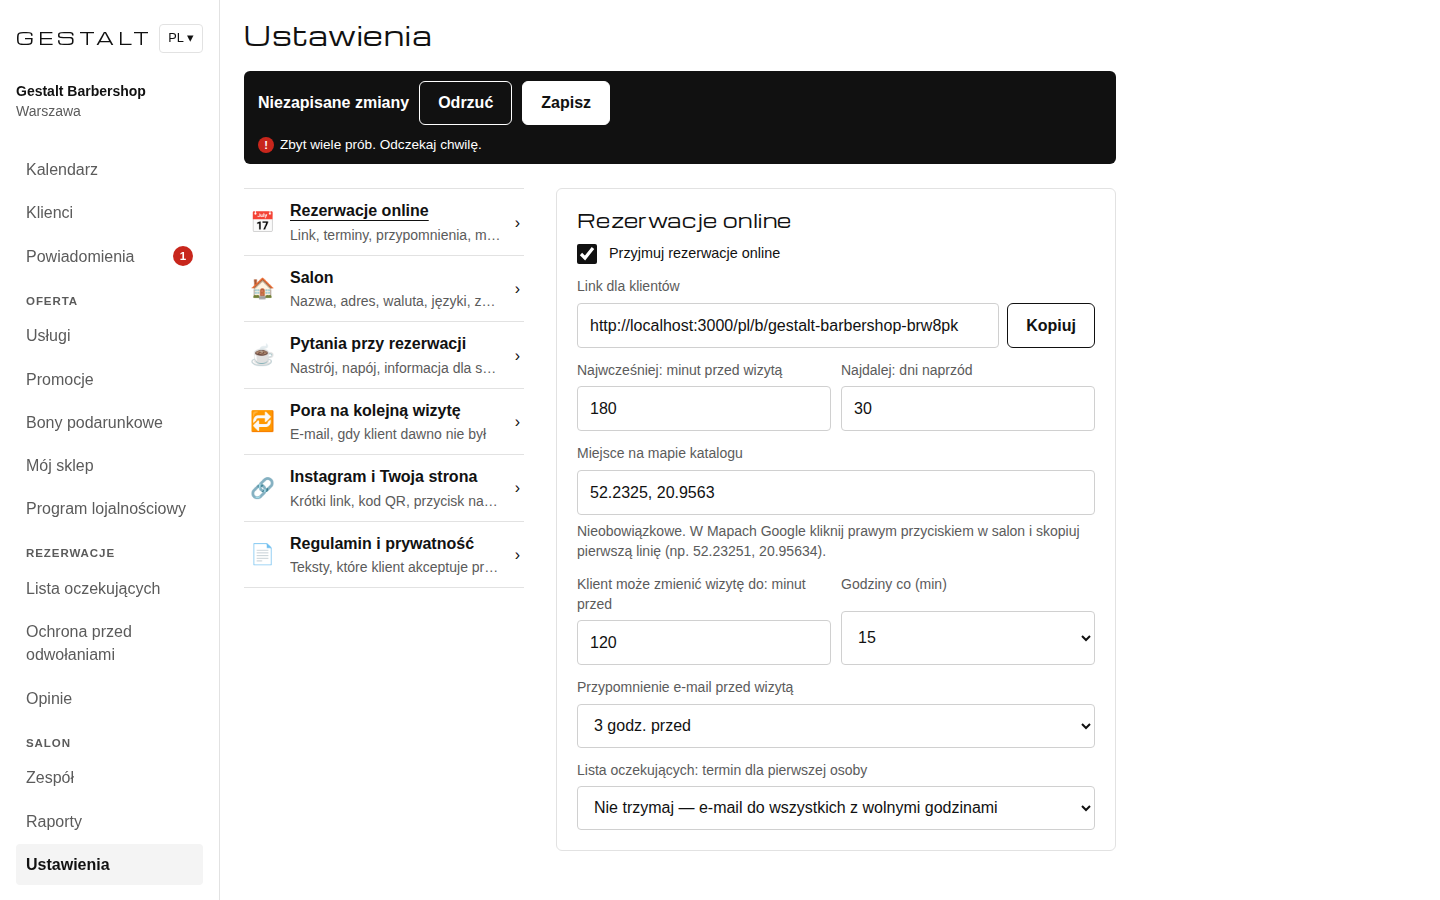 GESTALT
PL ▾
Gestalt Barbershop
Warszawa
Kalendarz
Klienci
Powiadomienia
1
OFERTA
Usługi
Promocje
Bony podarunkowe
Mój sklep
Program lojalnościowy
REZERWACJE
Lista oczekujących
Ochrona przed
odwołaniami
Opinie
SALON
Zespół
Raporty
Ustawienia
Ustawienia
Niezapisane zmiany
Odrzuć
Zapisz
! Zbyt wiele prób. Odczekaj chwilę.
Rezerwacje online
Link, terminy, przypomnienia, m…
Salon
Nazwa, adres, waluta, języki, z…
Pytania przy rezerwacji
Nastrój, napój, informacja dla s…
Pora na kolejną wizytę
E-mail, gdy klient dawno nie był
Instagram i Twoja strona
Krótki link, kod QR, przycisk na…
Regulamin i prywatność
Teksty, które klient akceptuje pr…
Rezerwacje online
Przyjmuj rezerwacje online
Link dla klientów
http://localhost:3000/pl/b/gestalt-barbershop-brw8pk
Kopiuj
Najwcześniej: minut przed wizytą
180
Najdalej: dni naprzód
30
Miejsce na mapie katalogu
52.2325, 20.9563
Nieobowiązkowe. W Mapach Google kliknij prawym przyciskiem w salon i skopiuj
pierwszą linię (np. 52.23251, 20.95634).
Klient może zmienić wizytę do: minut
przed
120
Godziny co (min)
15
Przypomnienie e-mail przed wizytą
3 godz. przed
Lista oczekujących: termin dla pierwszej osoby
Nie trzymaj — e-mail do wszystkich z wolnymi godzinami